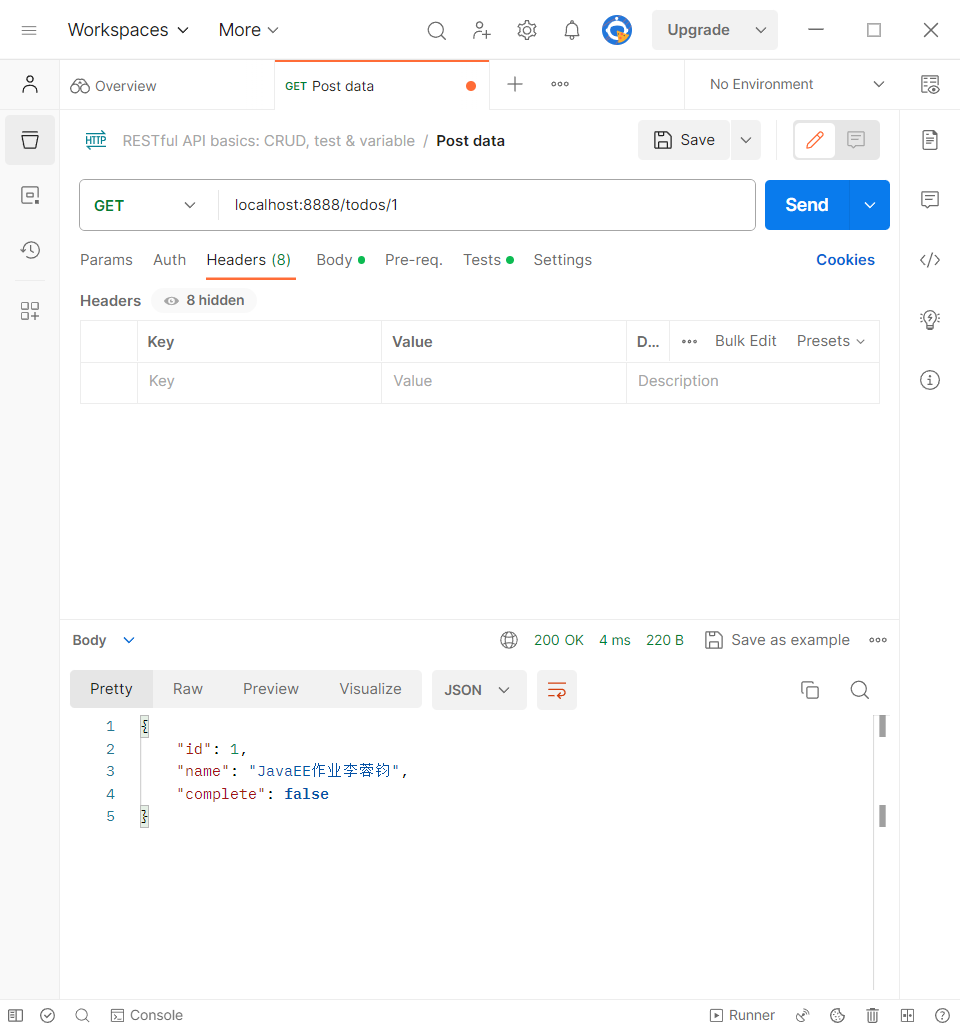 Workspaces More Upgrade
Overview GET Post data No Environment
HTTP RESTful API basics: CRUD, test & variable / Post data Save
GET localhost:8888/todos/1 Send
Params Auth Headers (8) Body Pre-req. Tests Settings Cookies
Headers 8 hidden
Key Value D... Bulk Edit Presets
Key Value Description
Body 200 OK 4 ms 220 B Save as example
Pretty Raw Preview Visualize JSON
1 {
2 "id": 1,
3 "name": "JavaEE作业李蓉钧",
4 "complete": false
5 }
Console Runner